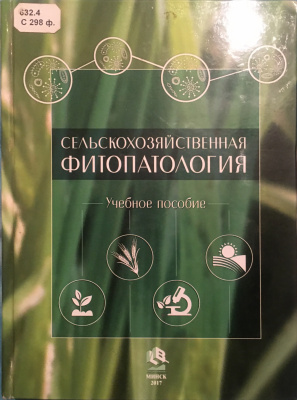 632.4
С 298 ф.
СЕЛЬСКОХОЗЯЙСТВЕННАЯ
ФИТОПАТОЛОГИЯ
Учебное пособие
МИНСК
2017